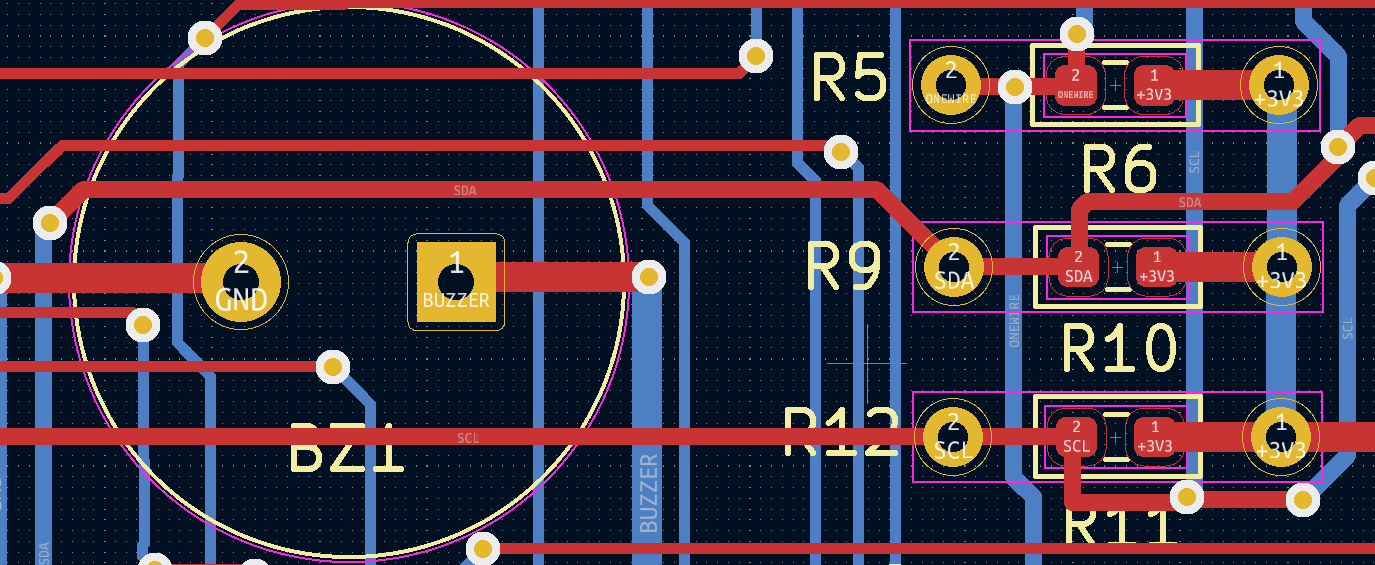 R5
2
ONEWIRE
2
ONEWIRE
1
+3V3
1
+3V3
R6
SCL
SDA
SDA
R9
2
SDA
2
SDA
1
+3V3
1
+3V3
2
GND
1
BUZZER
ONEWIRE
SCL
R10
R12
2
SCL
2
SCL
1
+3V3
1
+3V3
BZ1
SCL
BUZZER
R11
SDA